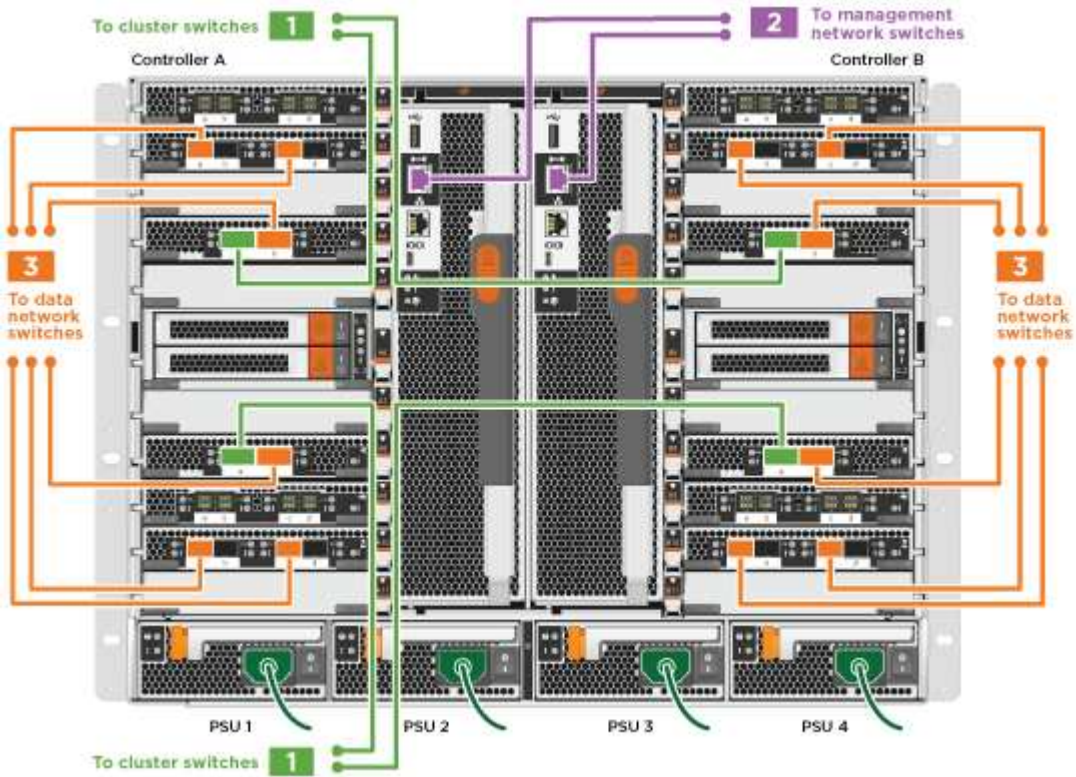 To cluster switches 1
2 To management
network switches
Controller A
Controller B
3
To data
network
switches
3
To data
network
switches
PSU 1
PSU 2
PSU 3
PSU 4
To cluster switches 1